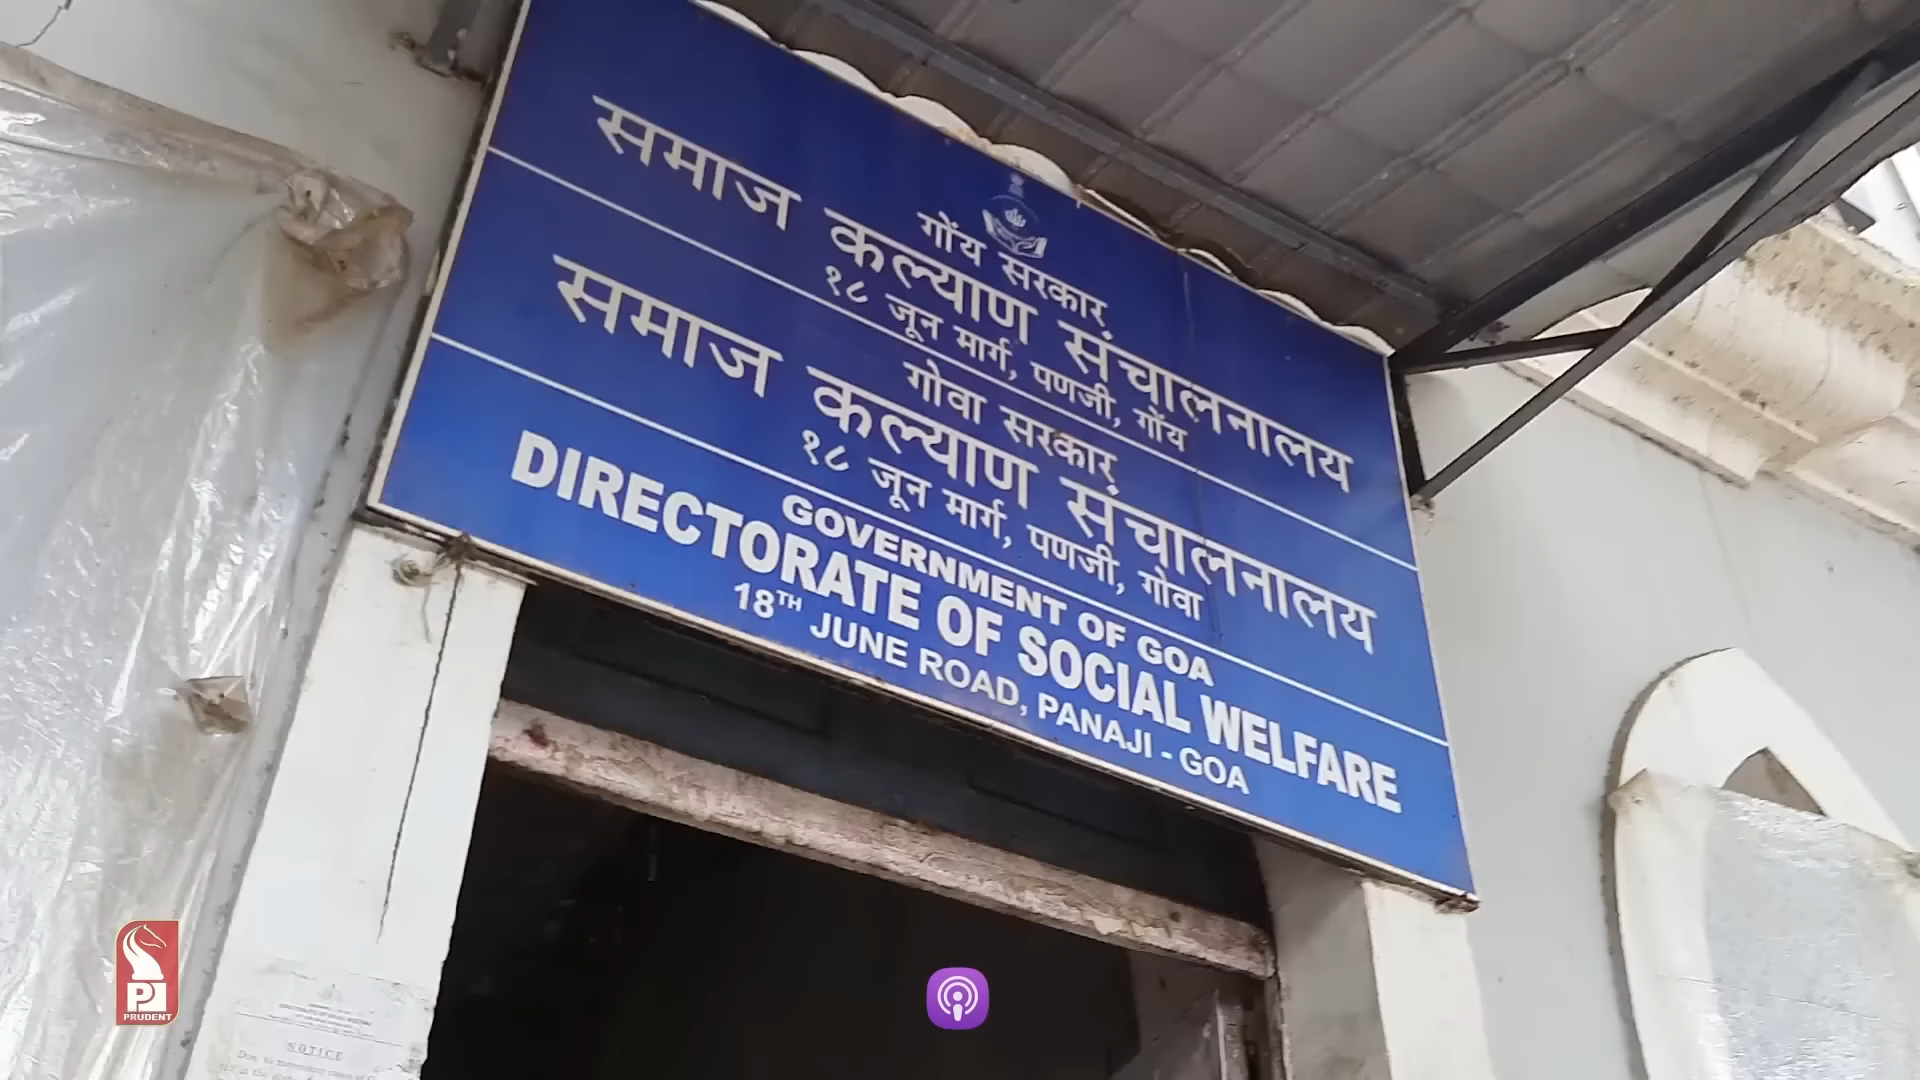 गोंय सरकार
समाज कल्याण संचालनालय
१८ जून मार्ग, पणजी, गोंय
गोवा सरकार
समाज कल्याण संचालनालय
१८ जून मार्ग, पणजी, गोवा
GOVERNMENT OF GOA
DIRECTORATE OF SOCIAL WELFARE
18TH JUNE ROAD, PANAJI - GOA
PRUDENT
NOTICE